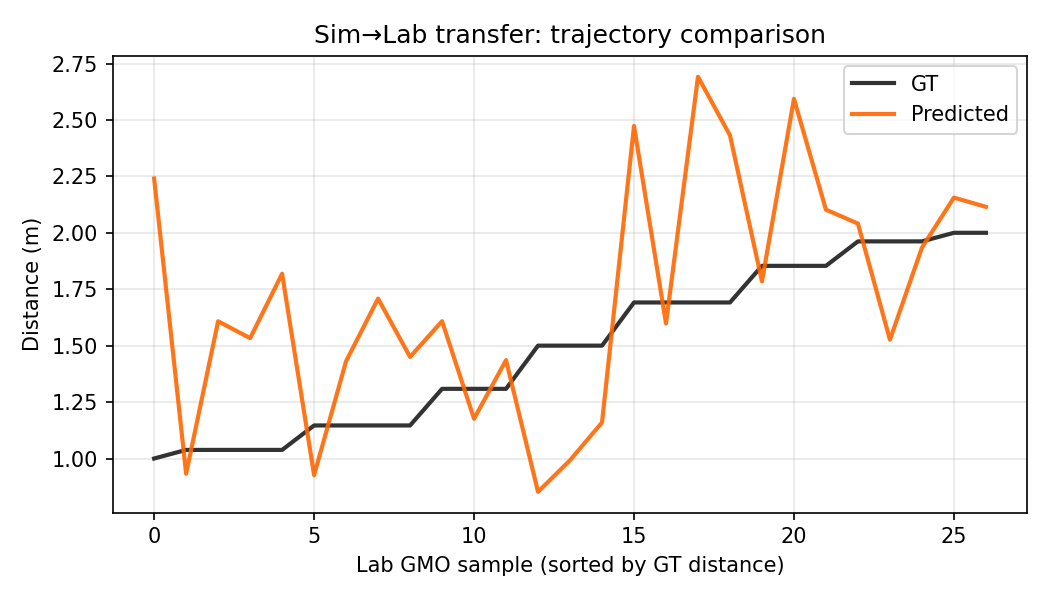 Sim→Lab transfer: trajectory comparison
GT
Predicted
Distance (m)
2.75
2.50
2.25
2.00
1.75
1.50
1.25
1.00
0 5 10 15 20 25
Lab GMO sample (sorted by GT distance)